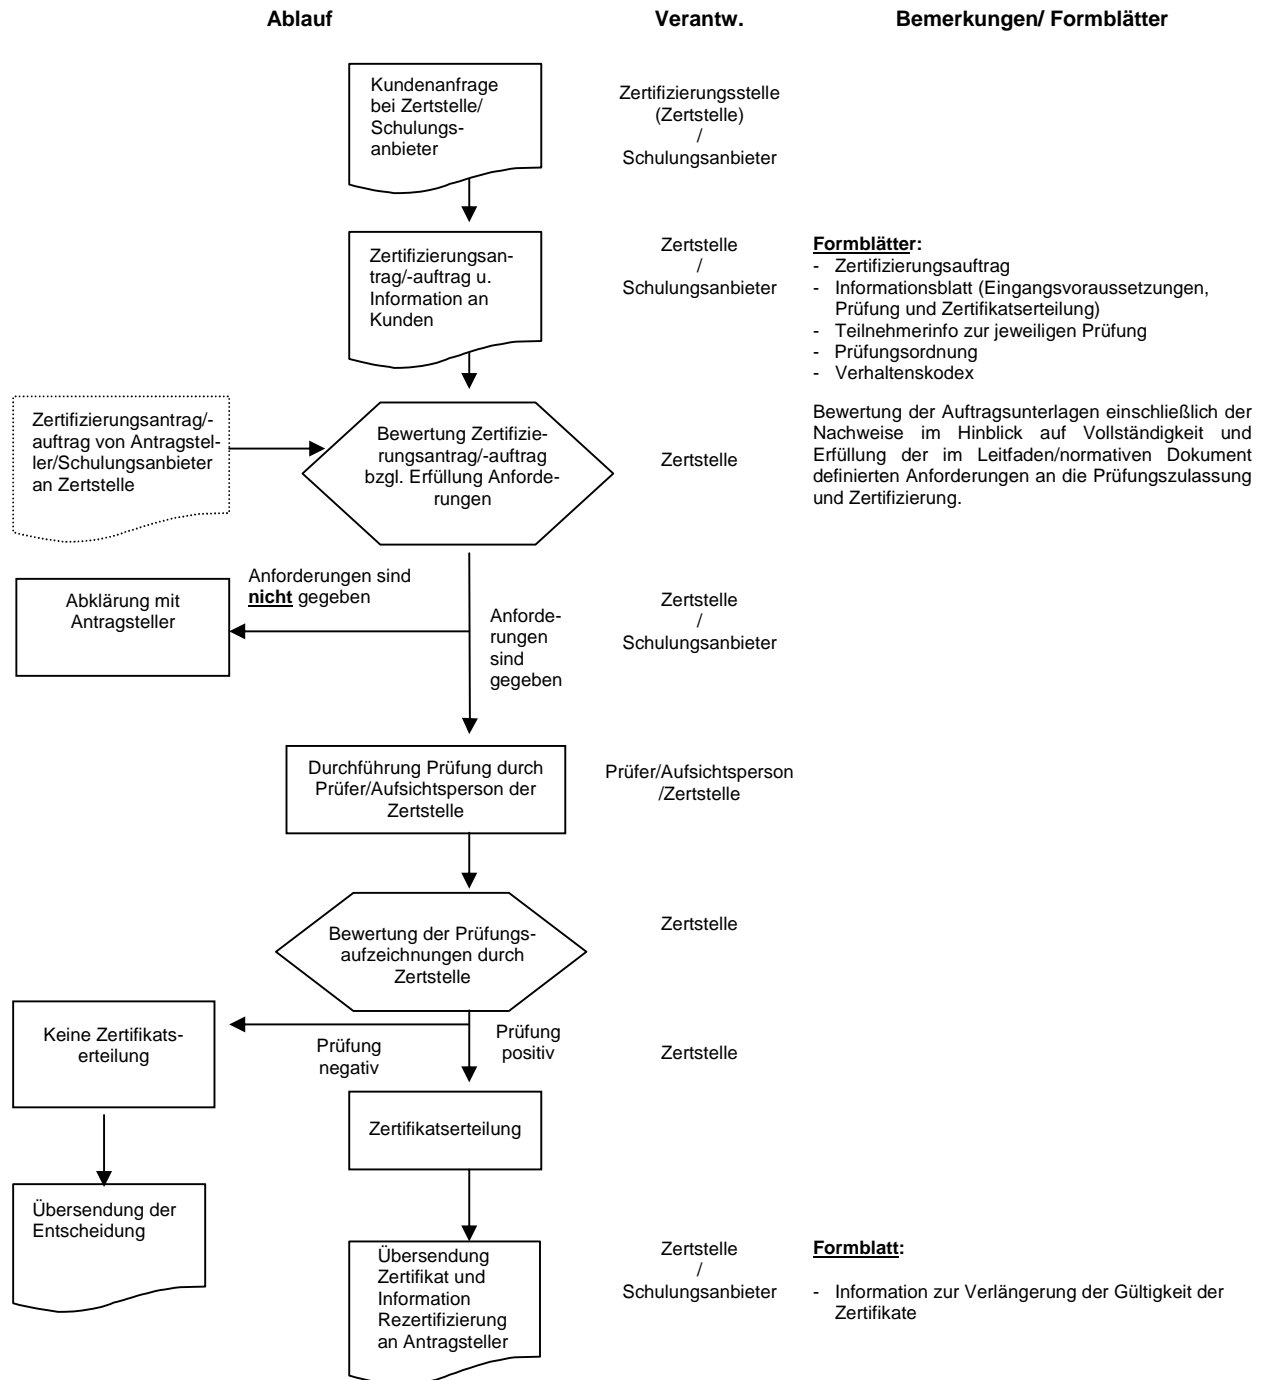 Ablauf
Verantw.
Bemerkungen/ Formblätter
Kundenanfrage
bei Zertstelle/
Schulungs-
anbieter
Zertifizierungsstelle
(Zertstelle)
/
Schulungsanbieter
Zertifizierungsan-
trag/-auftrag u.
Information an
Kunden
Zertstelle
/
Schulungsanbieter
Formblätter:
- Zertifizierungsauftrag
- Informationsblatt (Eingangsvoraussetzungen,
Prüfung und Zertifikatserteilung)
- Teilnehmerinfo zur jeweiligen Prüfung
- Prüfungsordnung
- Verhaltenskodex
Zertifizierungsantrag/-
auftrag von Antragstel-
ler/Schulungsanbieter
an Zertstelle
Bewertung Zertifizie-
rungsantrag/-auftrag
bzgl. Erfüllung Anforde-
rungen
Zertstelle
Bewertung der Auftragsunterlagen einschließlich der
Nachweise im Hinblick auf Vollständigkeit und
Erfüllung der im Leitfaden/normativen Dokument
definierten Anforderungen an die Prüfungszulassung
und Zertifizierung.
Abklärung mit
Antragsteller
Anforderungen sind
nicht gegeben
Anforde-
rungen
sind
gegeben
Zertstelle
/
Schulungsanbieter
Durchführung Prüfung durch
Prüfer/Aufsichtsperson der
Zertstelle
Prüfer/Aufsichtsperson
/Zertstelle
Bewertung der Prüfungs-
aufzeichnungen durch
Zertstelle
Zertstelle
Keine Zertifikats-
erteilung
Prüfung
negativ
Prüfung
positiv
Zertstelle
Zertifikatserteilung
Übersendung der
Entscheidung
Übersendung
Zertifikat und
Information
Rezertifizierung
an Antragsteller
Zertstelle
/
Schulungsanbieter
Formblatt:
- Information zur Verlängerung der Gültigkeit der
Zertifikate